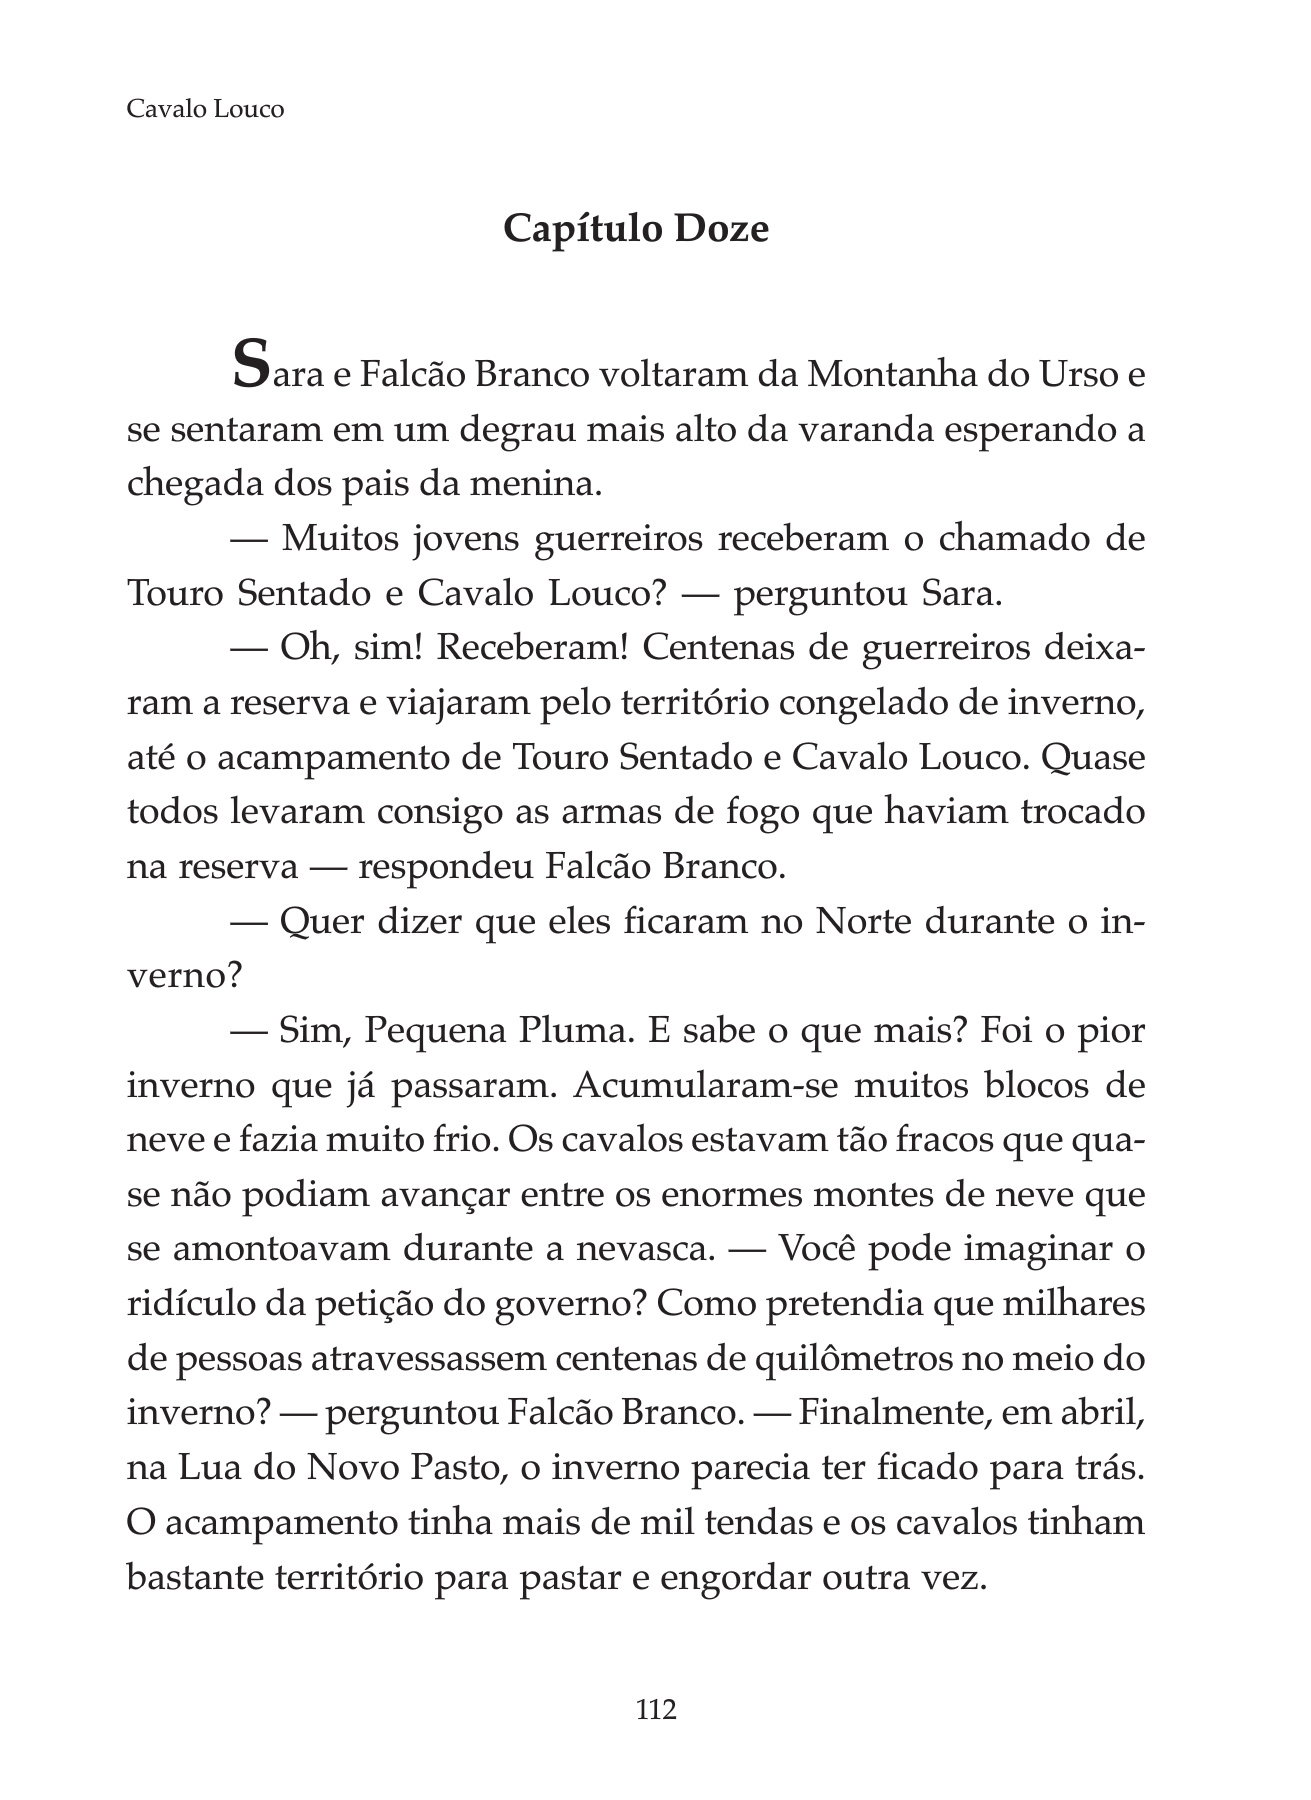 Cavalo Louco
Capítulo Doze
Sara e Falcão Branco voltaram da Montanha do Urso e
se sentaram em um degrau mais alto da varanda esperando a
chegada dos pais da menina.
— Muitos jovens guerreiros receberam o chamado de
Touro Sentado e Cavalo Louco? — perguntou Sara.
— Oh, sim! Receberam! Centenas de guerreiros deixa-
ram a reserva e viajaram pelo território congelado de inverno,
até o acampamento de Touro Sentado e Cavalo Louco. Quase
todos levaram consigo as armas de fogo que haviam trocado
na reserva — respondeu Falcão Branco.
— Quer dizer que eles ficaram no Norte durante o in-
verno?
— Sim, Pequena Pluma. E sabe o que mais? Foi o pior
inverno que já passaram. Acumularam-se muitos blocos de
neve e fazia muito frio. Os cavalos estavam tão fracos que qua-
se não podiam avançar entre os enormes montes de neve que
se amontoavam durante a nevasca. — Você pode imaginar o
ridículo da petição do governo? Como pretendia que milhares
de pessoas atravessassem centenas de quilômetros no meio do
inverno? — perguntou Falcão Branco. — Finalmente, em abril,
na Lua do Novo Pasto, o inverno parecia ter ficado para trás.
O acampamento tinha mais de mil tendas e os cavalos tinham
bastante território para pastar e engordar outra vez.
112